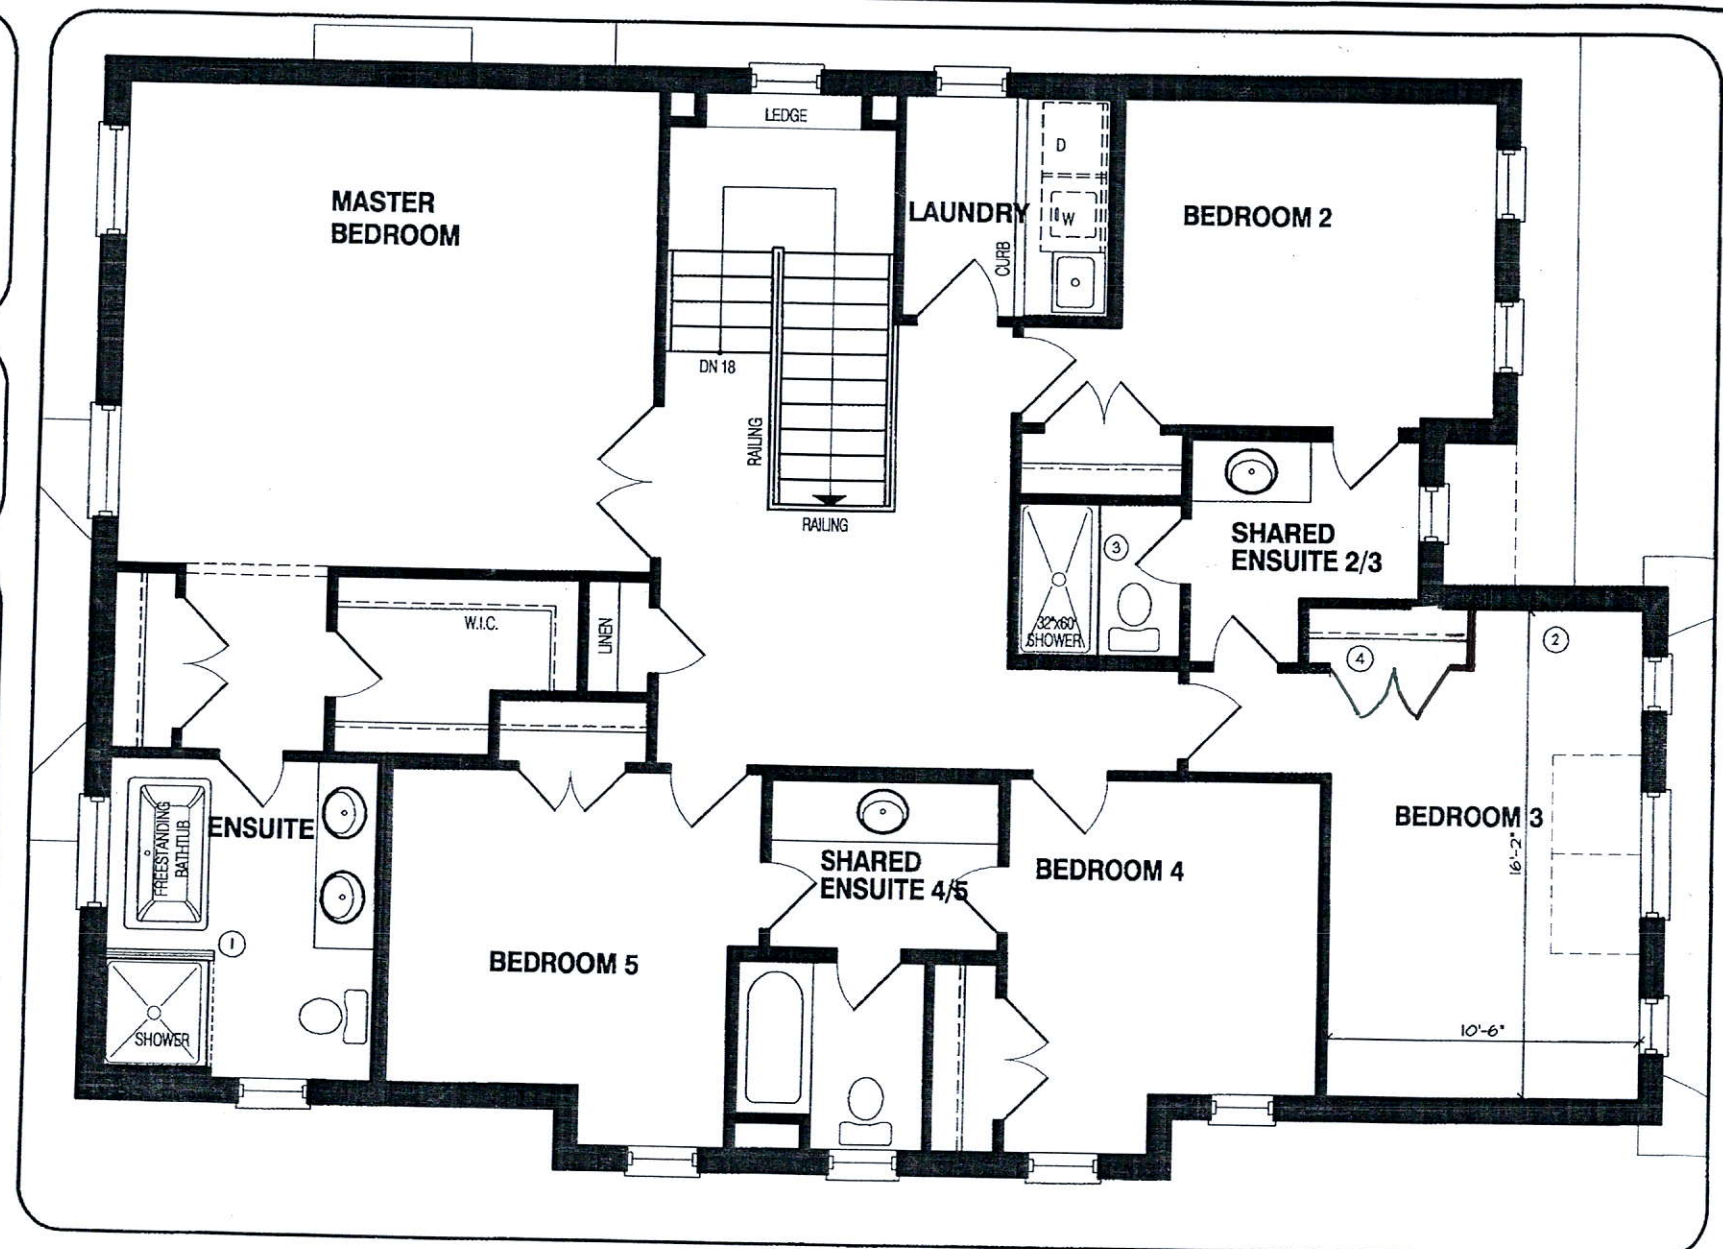 LEDGE
D
MASTER
BEDROOM
LAUNDRY
W
BEDROOM 2
CURB
DN 18
RAILING
RAILING
SHARED
ENSUITE 2/3
3
32"x60"
SHOWER
W.I.C.
LINEN
4
2
ENSUITE
FREESTANDING
BATHTUB
1
SHOWER
BEDROOM 5
SHARED
ENSUITE 4/5
BEDROOM 4
BEDROOM 3
16'-2"
10'-6"